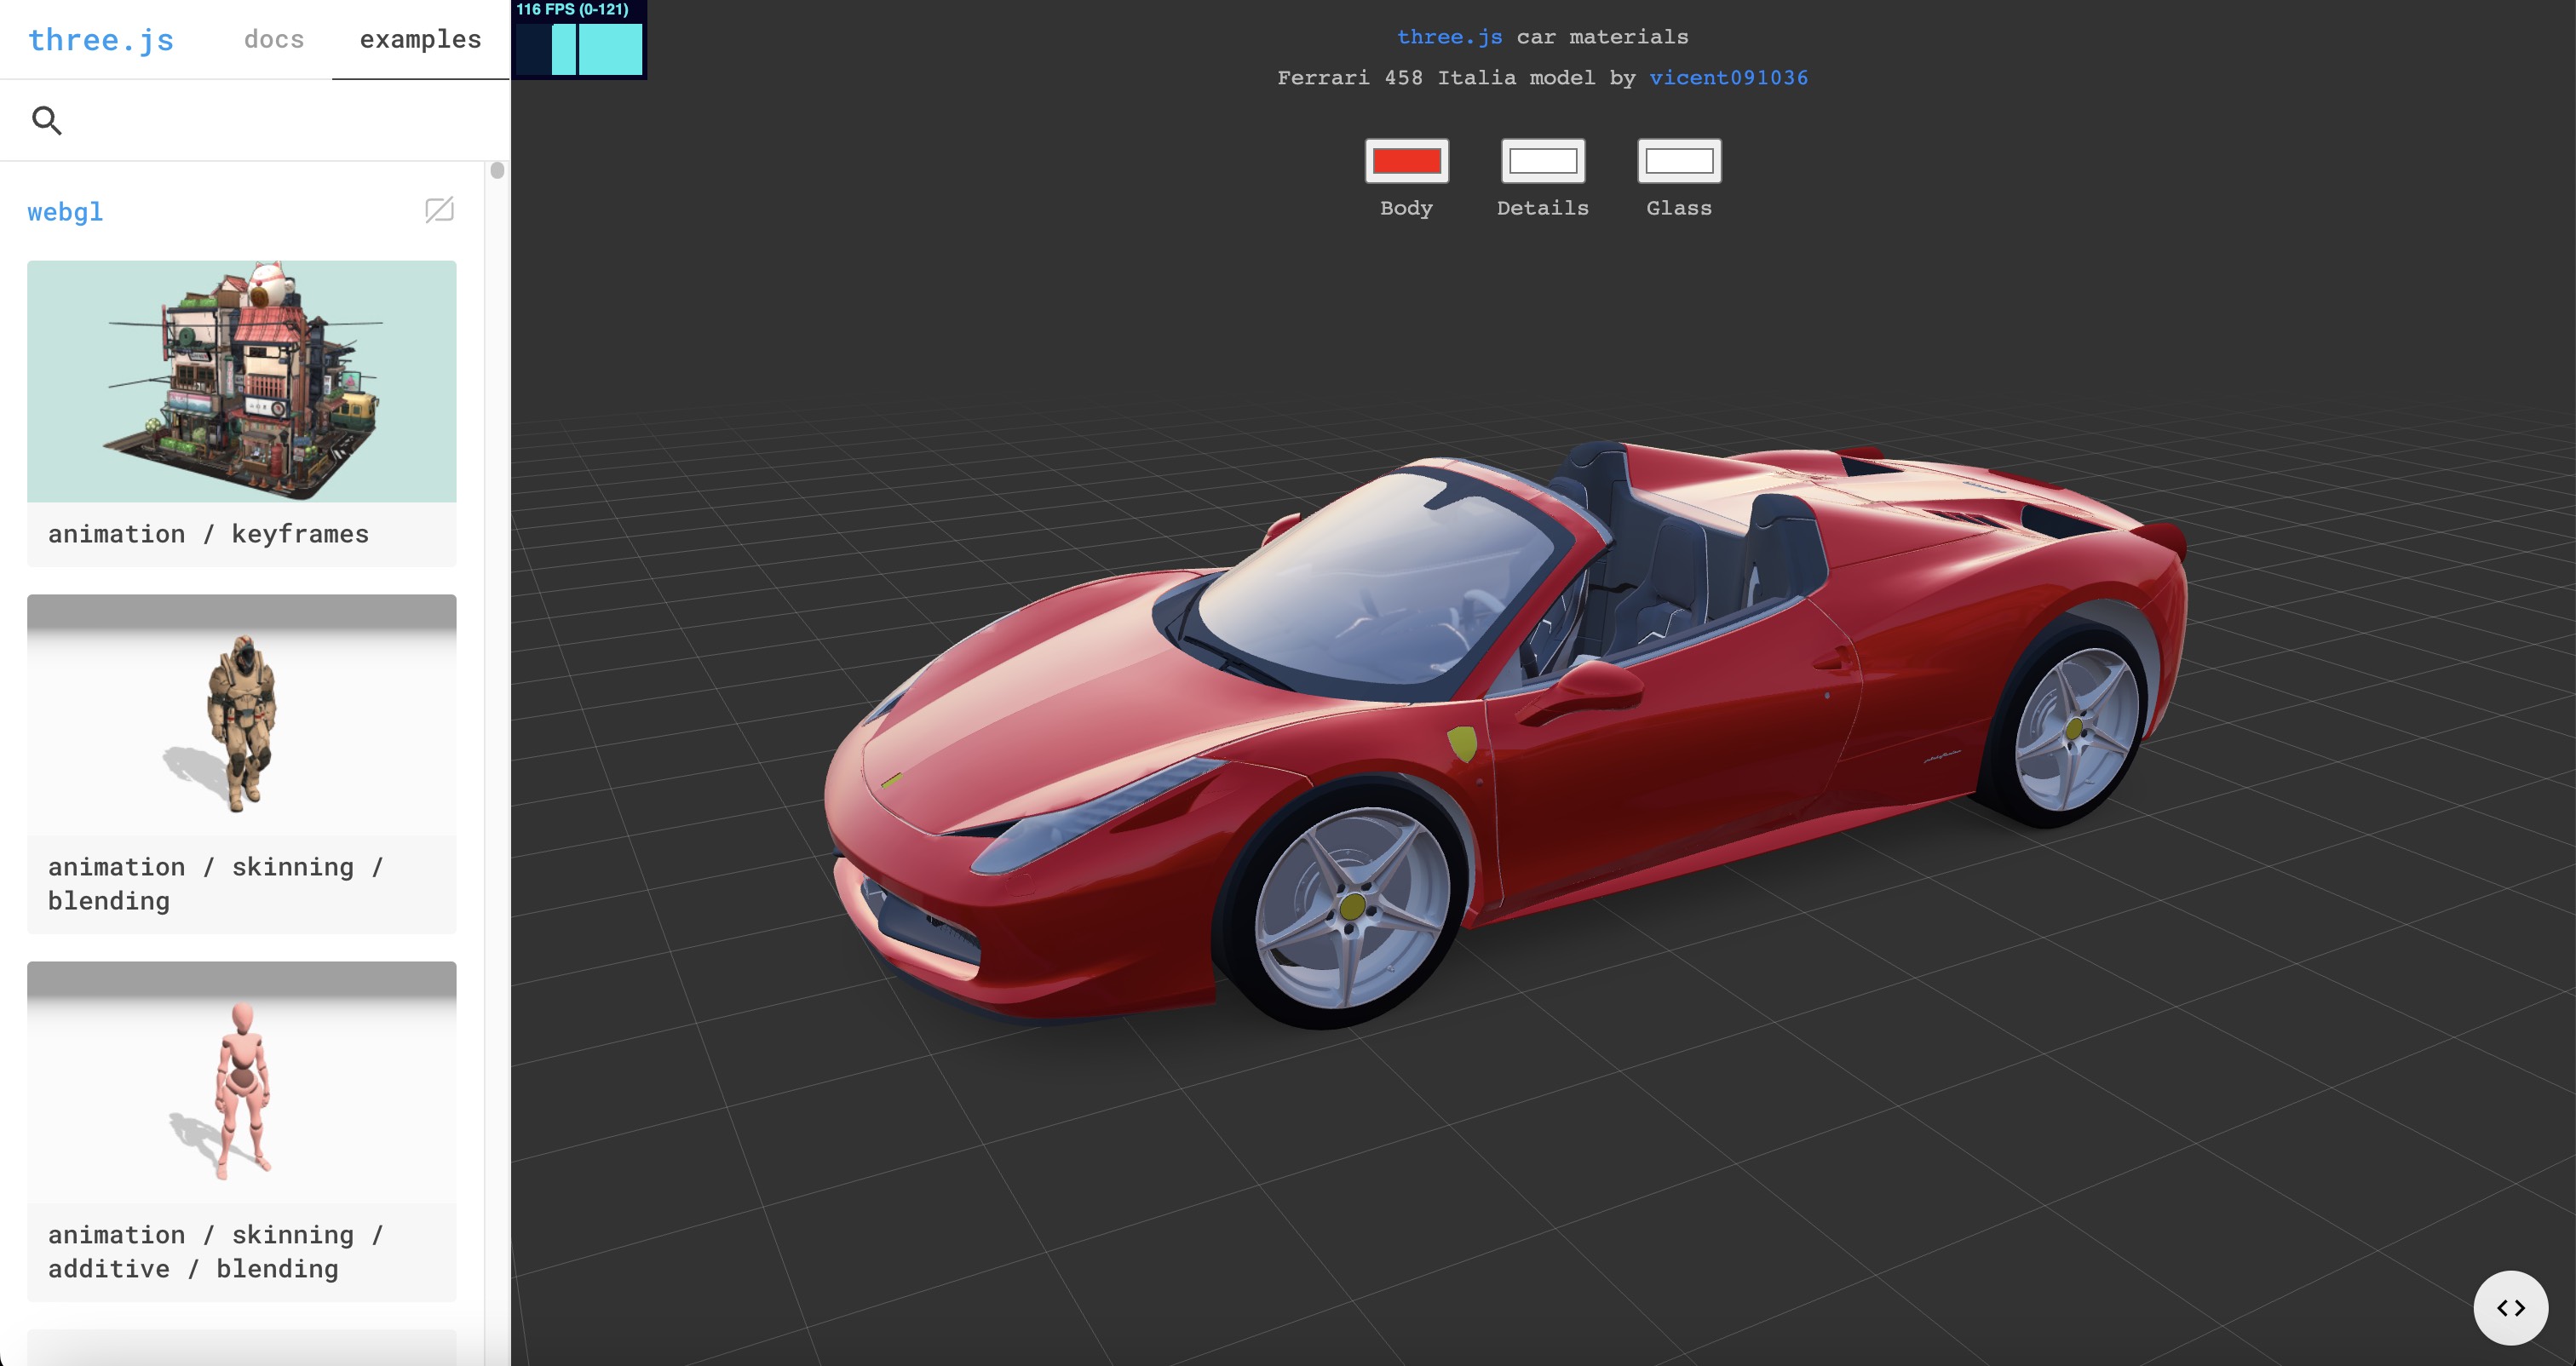 three.js docs examples
webgl
animation / keyframes
animation / skinning /
blending
animation / skinning /
additive / blending
116 FPS (0-121)
three.js car materials
Ferrari 458 Italia model by vicent091036
Body Details Glass